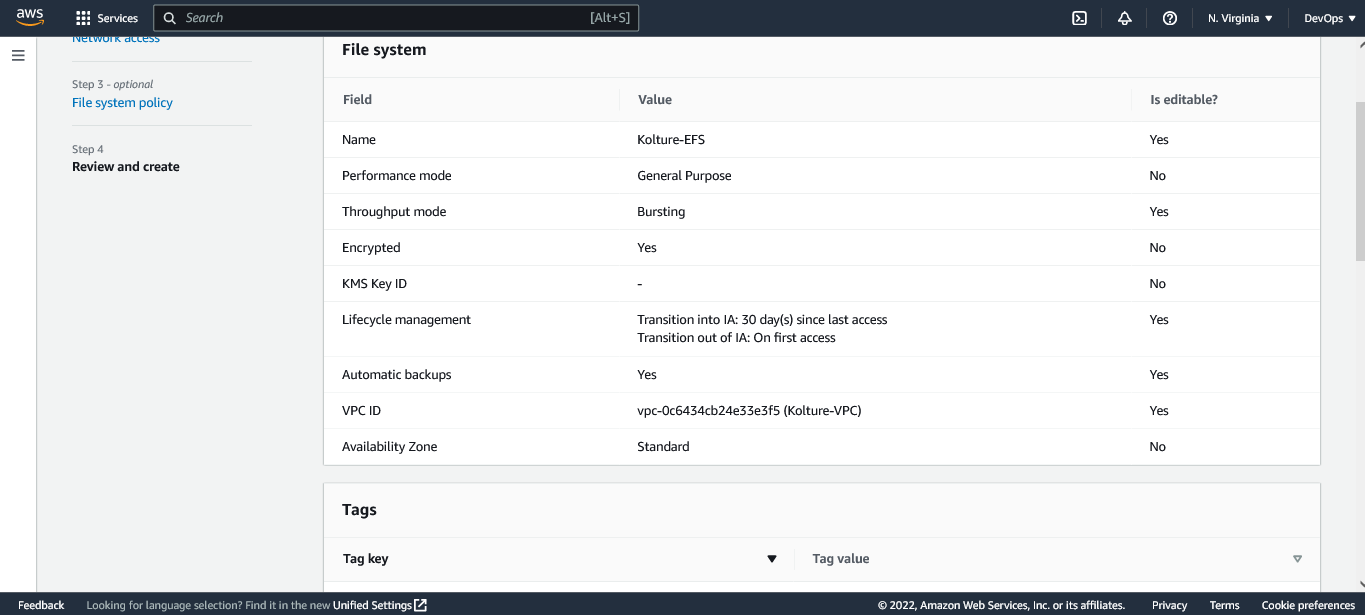 aws
Services
Search
[Alt+S]
N. Virginia
DevOps
Network access
Step 3 - optional
File system policy
Step 4
Review and create
File system
Field Value Is editable?
Name Kolture-EFS Yes
Performance mode General Purpose No
Throughput mode Bursting Yes
Encrypted Yes No
KMS Key ID - No
Lifecycle management Transition into IA: 30 day(s) since last access Yes
Transition out of IA: On first access
Automatic backups Yes Yes
VPC ID vpc-0c6434cb24e33e3f5 (Kolture-VPC) Yes
Availability Zone Standard No
Tags
Tag key Tag value
Feedback Looking for language selection? Find it in the new Unified Settings © 2022, Amazon Web Services, Inc. or its affiliates. Privacy Terms Cookie preferences